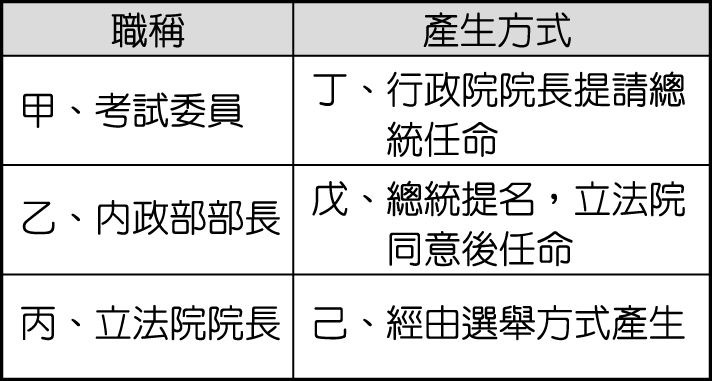 職稱
產生方式
甲、考試委員
丁、行政院院長提請總
統任命
乙、內政部部長
戊、總統提名，立法院
同意後任命
丙、立法院院長
己、經由選舉方式產生